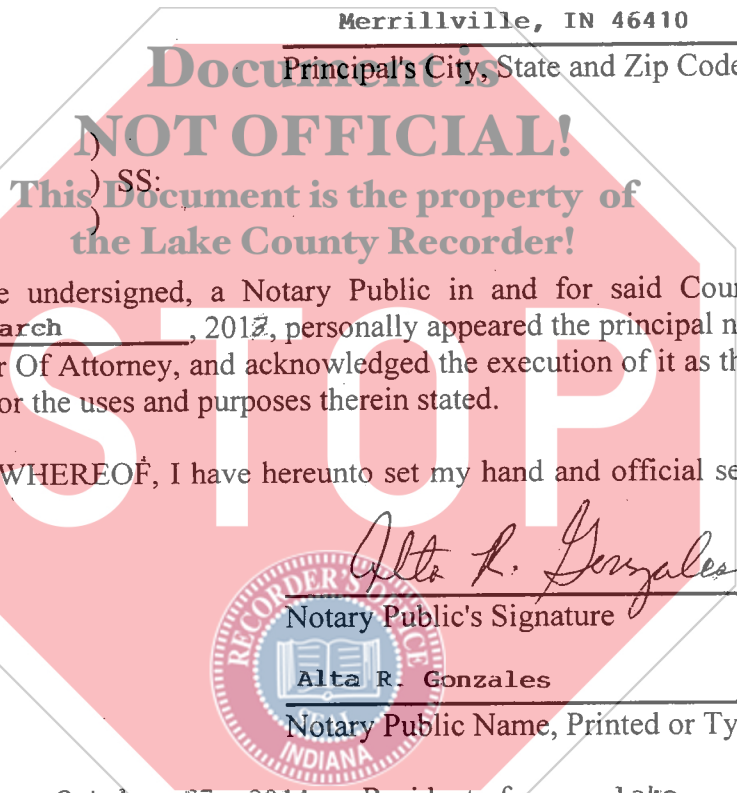 Merrillville, IN 46410
Document is
Principal's City, State and Zip Code
NOT OFFICIAL!
)
) SS:
)
This Document is the property of
the Lake County Recorder!
e undersigned, a Notary Public in and for said Coun
arch, 2013, personally appeared the principal n
r Of Attorney, and acknowledged the execution of it as th
or the uses and purposes therein stated.
STOP
WHEREOF, I have hereunto set my hand and official se
Alta R. Gonzales
Notary Public's Signature
RECORDER'S OFFICE
Alta R. Gonzales
SEAL
Notary Public Name, Printed or Ty
INDIANA